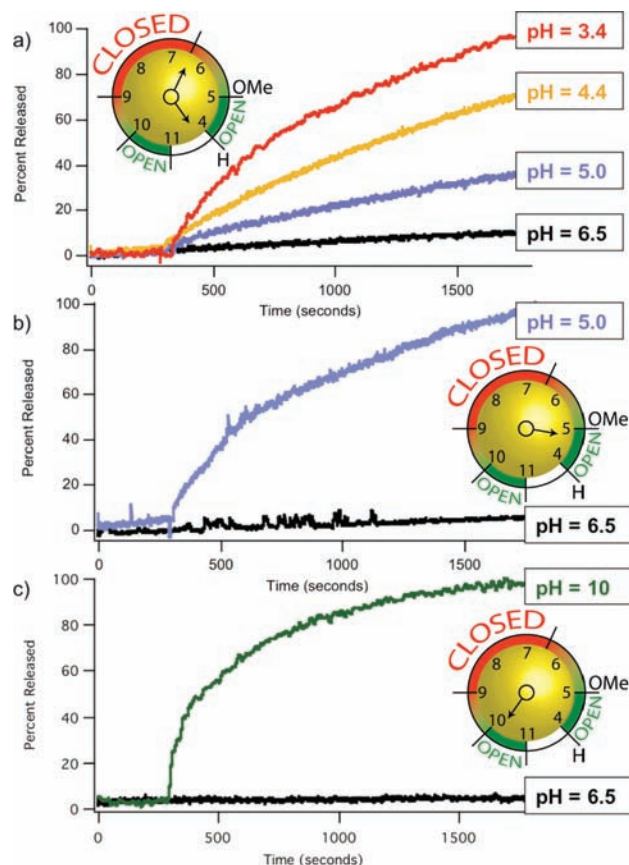 a)
Percent Released
100
80
60
40
20
0
500
1000
1500
Time (seconds)
CLOSED
7
8
6
9
5
OMe
10
4
11
OPEN
OPEN
H
pH = 3.4
pH = 4.4
pH = 5.0
pH = 6.5
b)
Percent Released
100
80
60
40
20
0
0
500
1000
1500
Time (seconds)
pH = 5.0
CLOSED
7
8
6
9
5
OMe
10
4
11
OPEN
OPEN
H
pH = 6.5
c)
Percent Released
100
80
60
40
20
0
0
500
1000
1500
Time (seconds)
pH = 10
CLOSED
7
8
6
9
5
OMe
10
4
11
OPEN
OPEN
H
pH = 6.5